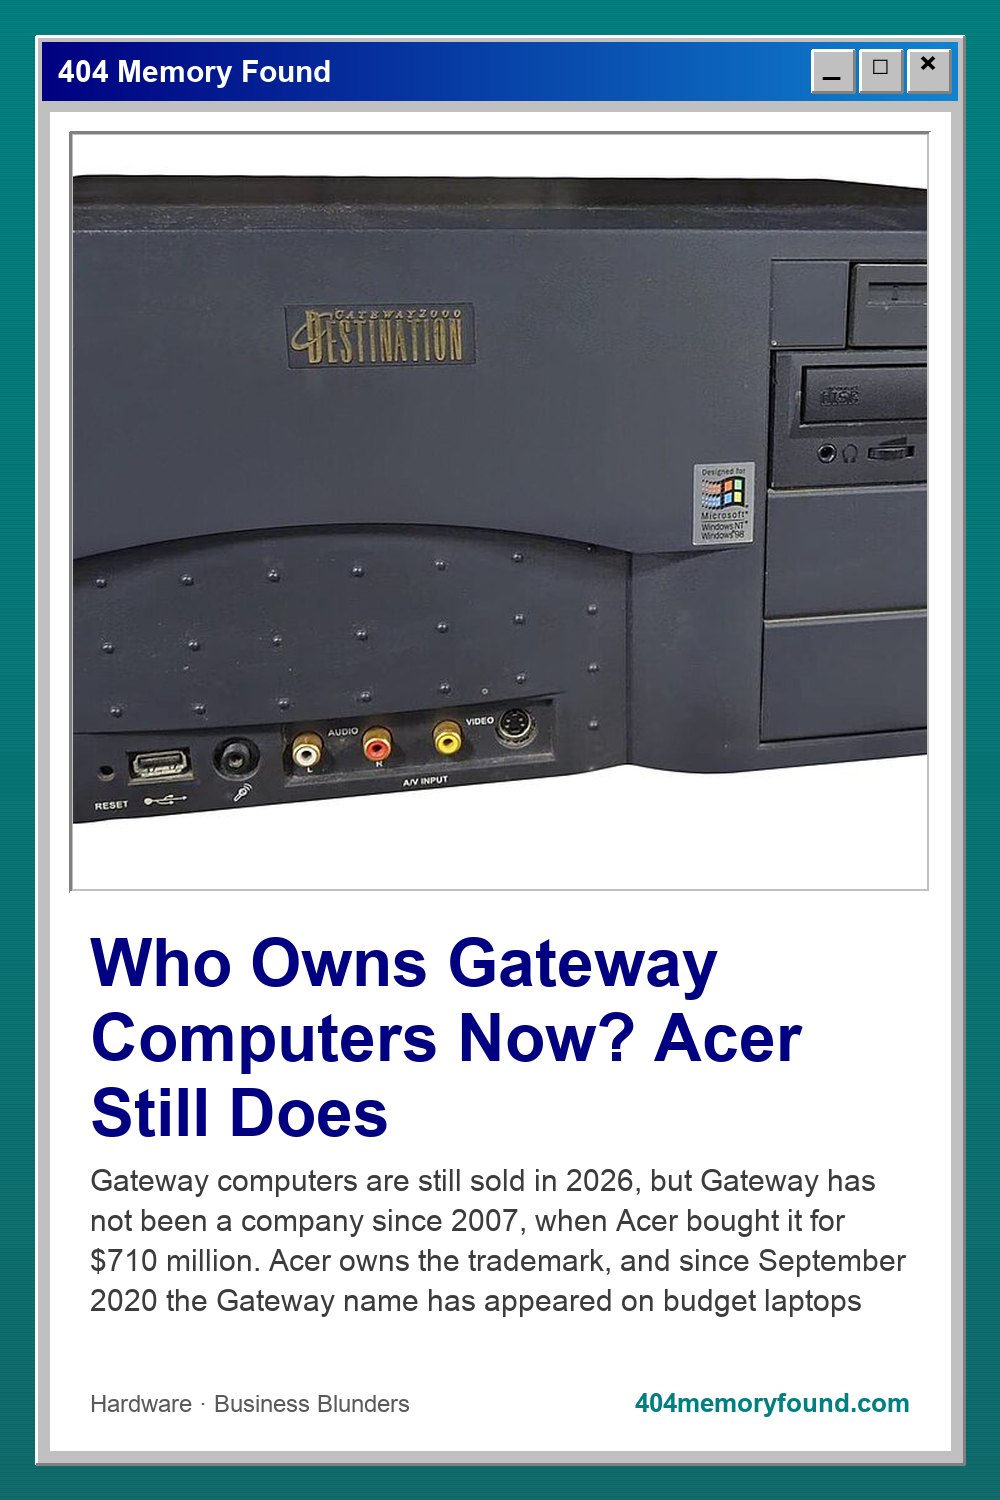 404 Memory Found
GATEWAY2000
DESTINATION
DISC
Designed for
Microsoft
Windows NT
Windows 98
AUDIO
VIDEO
L
R
A/V INPUT
RESET
Who Owns Gateway
Computers Now? Acer
Still Does
Gateway computers are still sold in 2026, but Gateway has
not been a company since 2007, when Acer bought it for
$710 million. Acer owns the trademark, and since September
2020 the Gateway name has appeared on budget laptops
Hardware · Business Blunders
404memoryfound.com